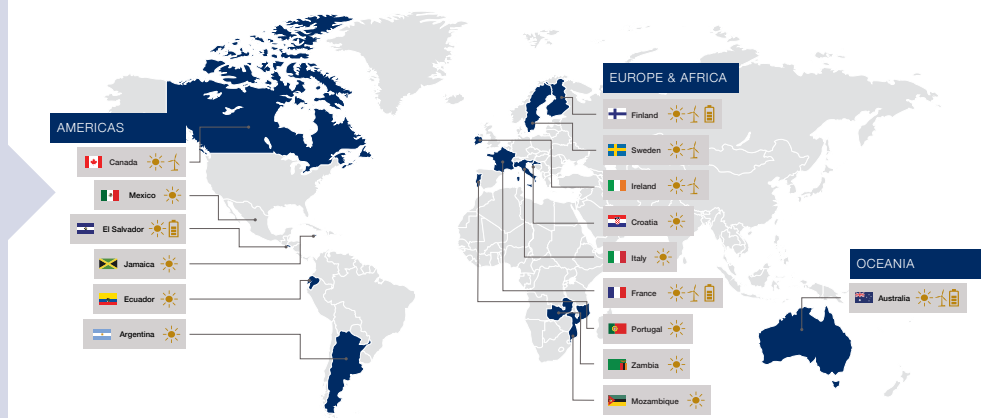 AMERICAS
Canada
Mexico
El Salvador
Jamaica
Ecuador
Argentina
EUROPE & AFRICA
Finland
Sweden
Ireland
Croatia
Italy
France
Portugal
Zambia
Mozambique
OCEANIA
Australia